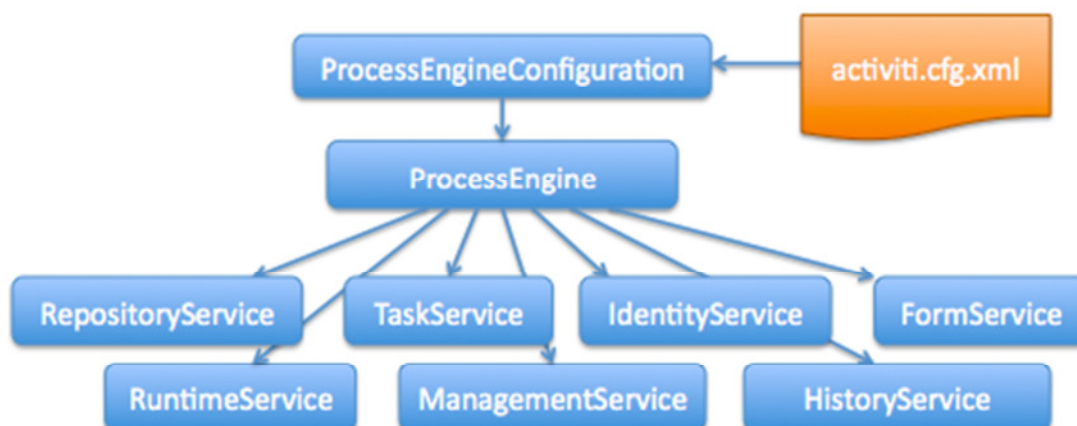 ProcessEngineConfiguration
activiti.cfg.xml
ProcessEngine
RepositoryService
TaskService
IdentityService
FormService
RuntimeService
ManagementService
HistoryService